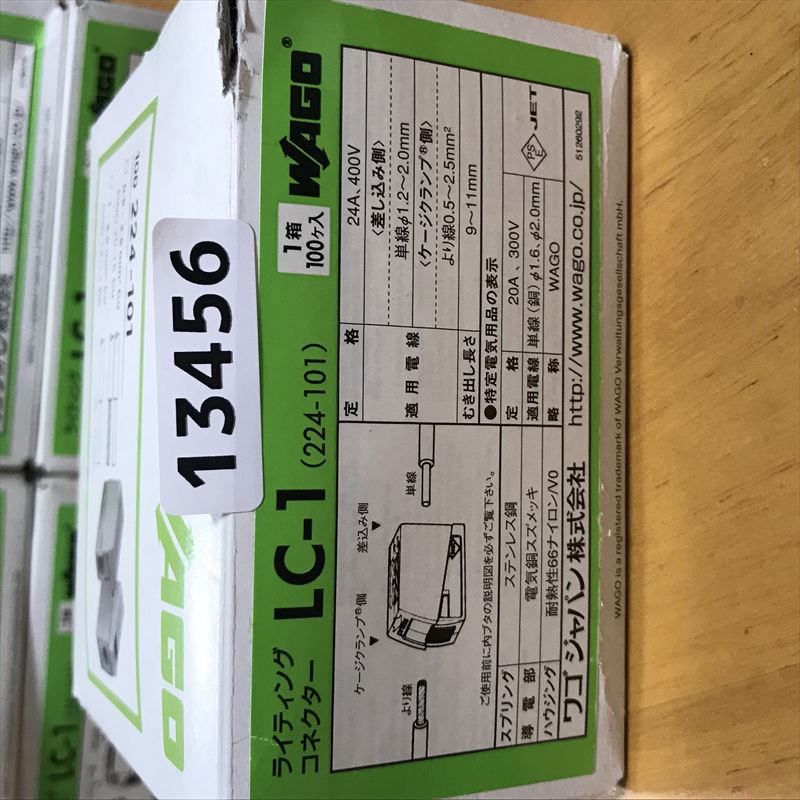 13456
WAGO
224-101
ライティング
コネクター
LC-1
(224-101)
1箱
100ヶ入
WAGO®
ケージクランプ®側
差込み側
より線
単線
ご使用前に内ブタの説明図を必ずご覧下さい。
スプリング ステンレス鋼
導電部 電気銅スズメッキ
ハウジング 耐熱性66ナイロン/V0
定格 24A、400V
適用電線 〈差し込み側〉
単線φ1.2～2.0mm
〈ケージクランプ®側〉
より線0.5～2.5mm²
むき出し長さ 9～11mm
●特定電気用品の表示
定格 20A、300V
適用電線 単線(銅)φ1.6、φ2.0mm
略称 WAGO
PS
E
JET
ワゴジャパン株式会社 http://www.wago.co.jp/
51260292
WAGO is a registered trademark of WAGO Verwaltungsgesellschaft mbH.
LC-1
WAGO
LC-1